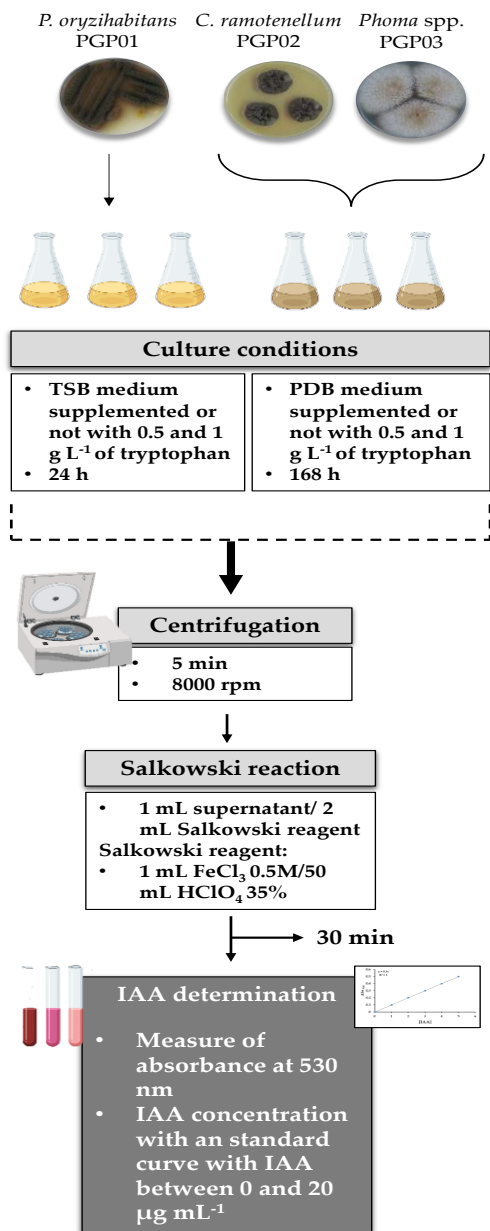 P. oryzihabitans
PGP01
C. ramotenellum
PGP02
Phoma spp.
PGP03
Culture conditions
• TSB medium
supplemented or
not with 0.5 and 1
g L⁻¹ of tryptophan
• 24 h
• PDB medium
supplemented or
not with 0.5 and 1
g L⁻¹ of tryptophan
• 168 h
Centrifugation
• 5 min
• 8000 rpm
Salkowski reaction
• 1 mL supernatant/ 2
mL Salkowski reagent
Salkowski reagent:
• 1 mL FeCl₃ 0.5M/50
mL HClO₄ 35%
30 min
[IAA]
IAA determination
• Measure of
absorbance at 530
nm
• IAA concentration
with an standard
curve with IAA
between 0 and 20
µg mL⁻¹